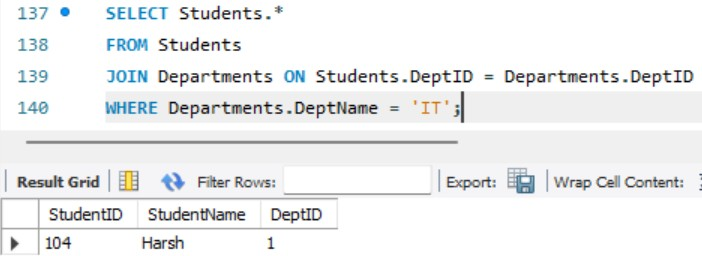 137 SELECT Students.*
138 FROM Students
139 JOIN Departments ON Students.DeptID = Departments.DeptID
140 WHERE Departments.DeptName = 'IT';
Result Grid Filter Rows: Export: Wrap Cell Content:
StudentID StudentName DeptID
104 Harsh 1